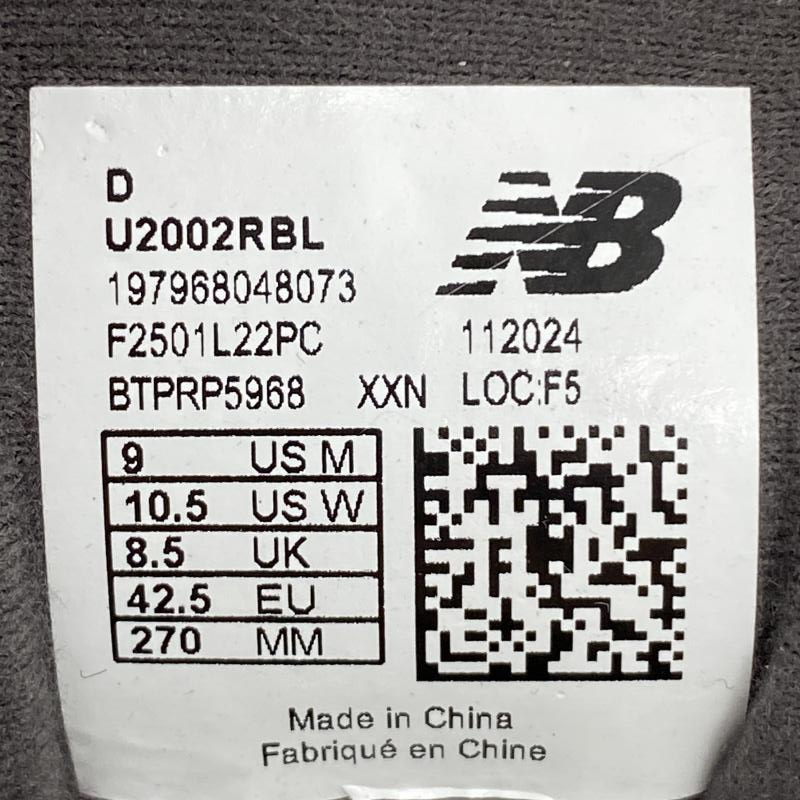 D
U2002RBL
NB
197968048073
F2501L22PC 112024
BTPRP5968 XXN LOC:F5
9 US M
10.5 US W
8.5 UK
42.5 EU
270 MM
Made in China
Fabriqué en Chine